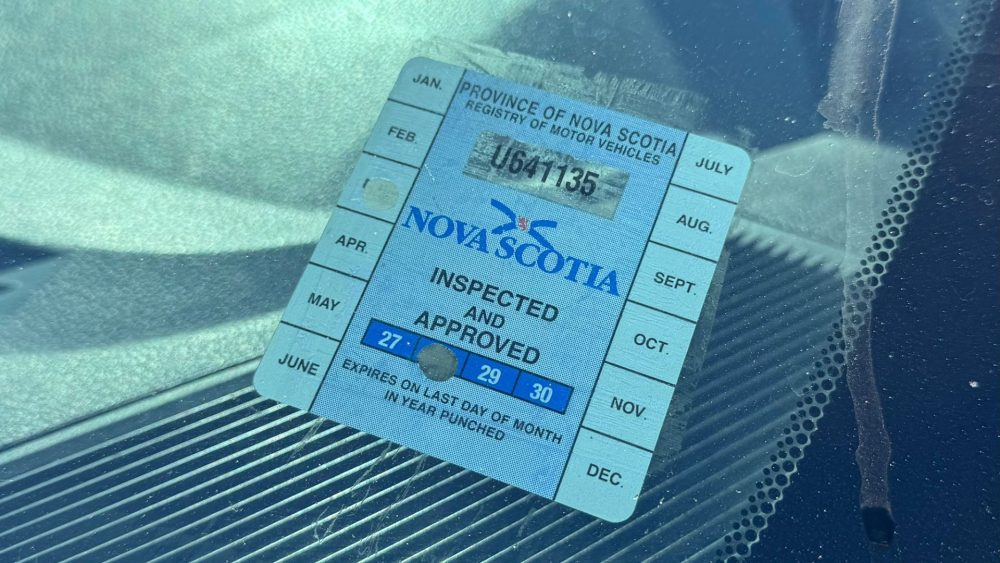 JAN.
FEB.
APR.
MAY
JUNE
PROVINCE OF NOVA SCOTIA
REGISTRY OF MOTOR VEHICLES
U641135
NOVA SCOTIA
INSPECTED
AND
APPROVED
27 29 30
EXPIRES ON LAST DAY OF MONTH
IN YEAR PUNCHED
JULY
AUG.
SEPT.
OCT.
NOV.
DEC.